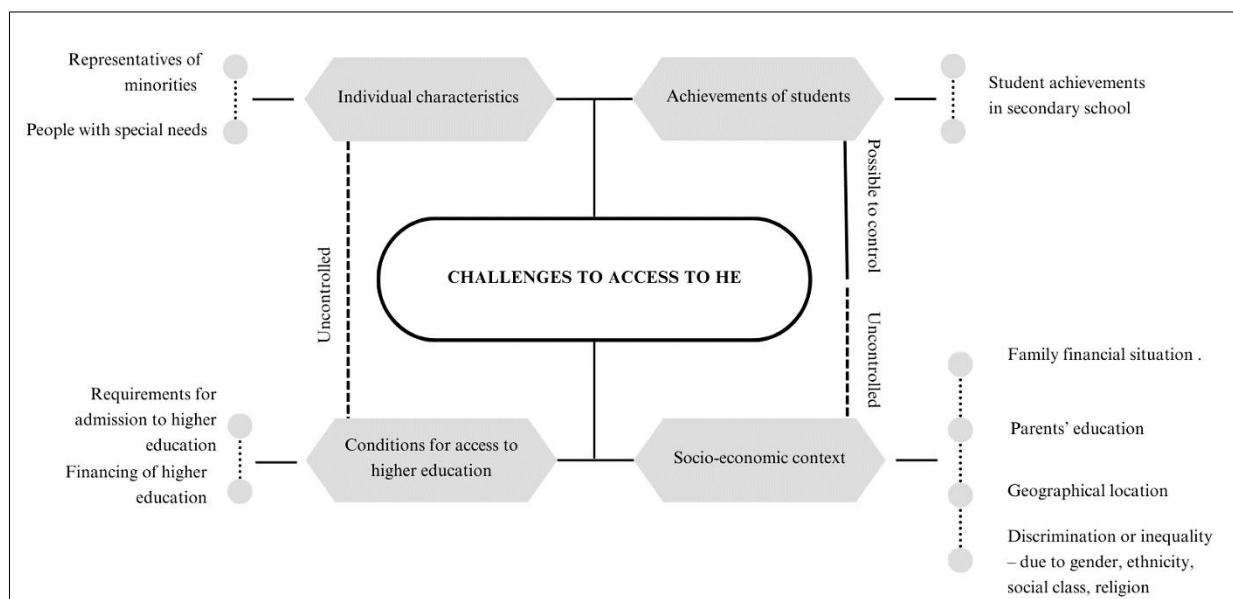 Representatives of
minorities
People with special needs
Individual characteristics
Achievements of students
Student achievements
in secondary school
Uncontrolled
Possible to control
Uncontrolled
CHALLENGES TO ACCESS TO HE
Requirements for
admission to higher
education
Financing of higher
education
Conditions for access to
higher education
Socio-economic context
Family financial situation .
Parents’ education
Geographical location
Discrimination or inequality
– due to gender, ethnicity,
social class, religion